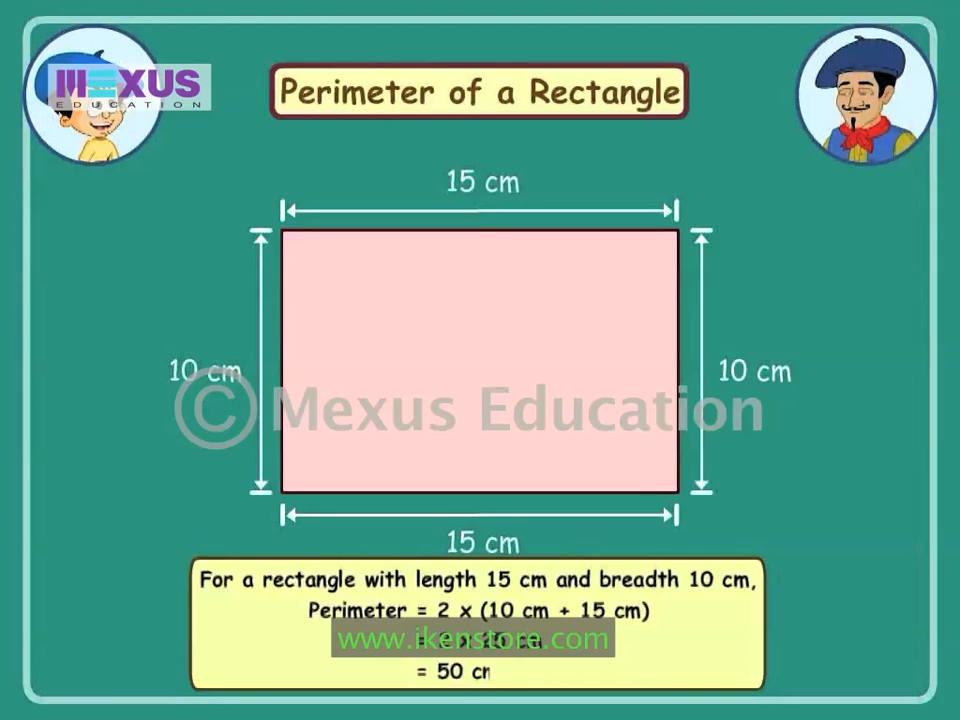 MEXUS
EDUCATION
Perimeter of a Rectangle
15 cm
10 cm
10 cm
© Mexus Education
15 cm
For a rectangle with length 15 cm and breadth 10 cm,
Perimeter = 2 x (10 cm + 15 cm)
www.ikenstore.com
= 50 cm